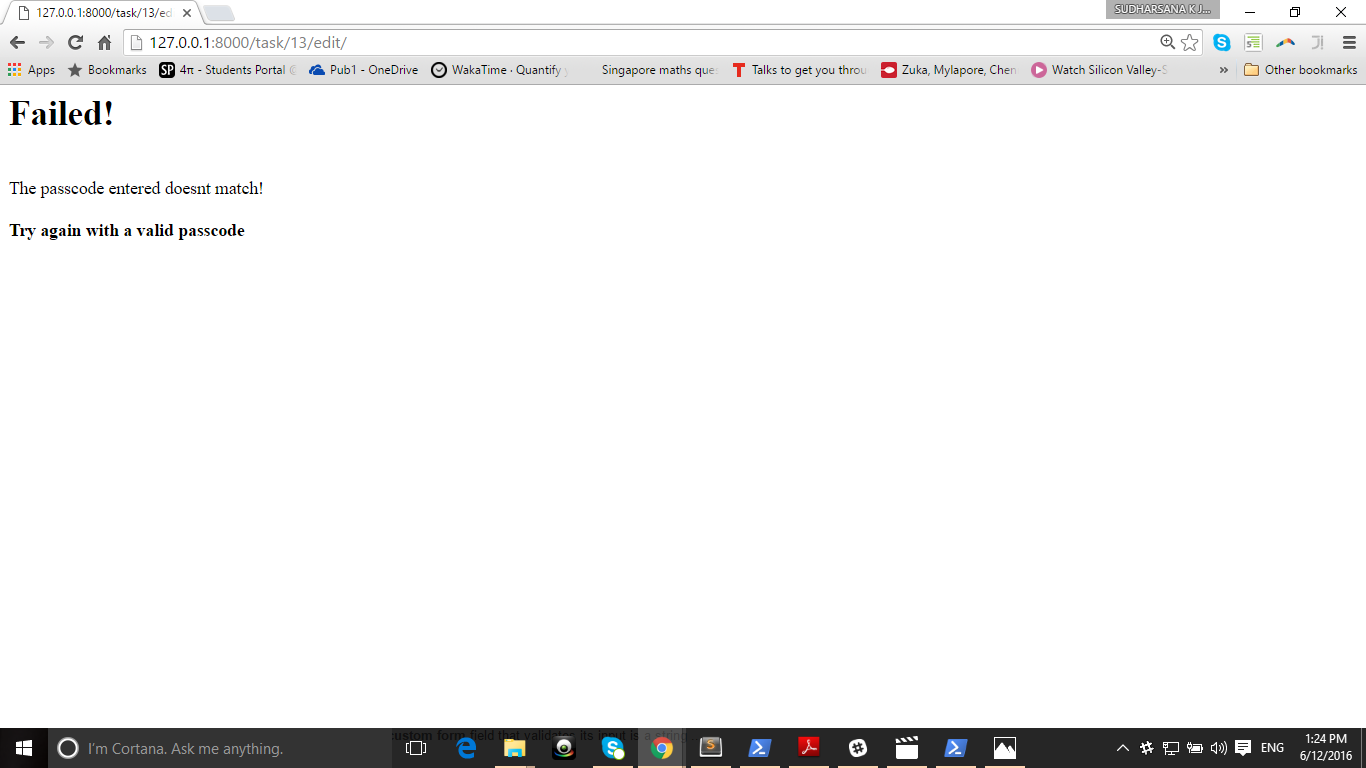 127.0.0.1:8000/task/13/ed
SUDHARSANA K J...
127.0.0.1:8000/task/13/edit/
Apps
Bookmarks
SP
4π - Students Portal
Pub1 - OneDrive
WakaTime · Quantify
Singapore maths que
T
Talks to get you throu
Zuka, Mylapore, Chen
Watch Silicon Valley-S
»
Other bookmarks
Failed!
The passcode entered doesnt match!
Try again with a valid passcode
custom form field that validates its input is a string
I'm Cortana. Ask me anything.
ENG
1:24 PM
6/12/2016